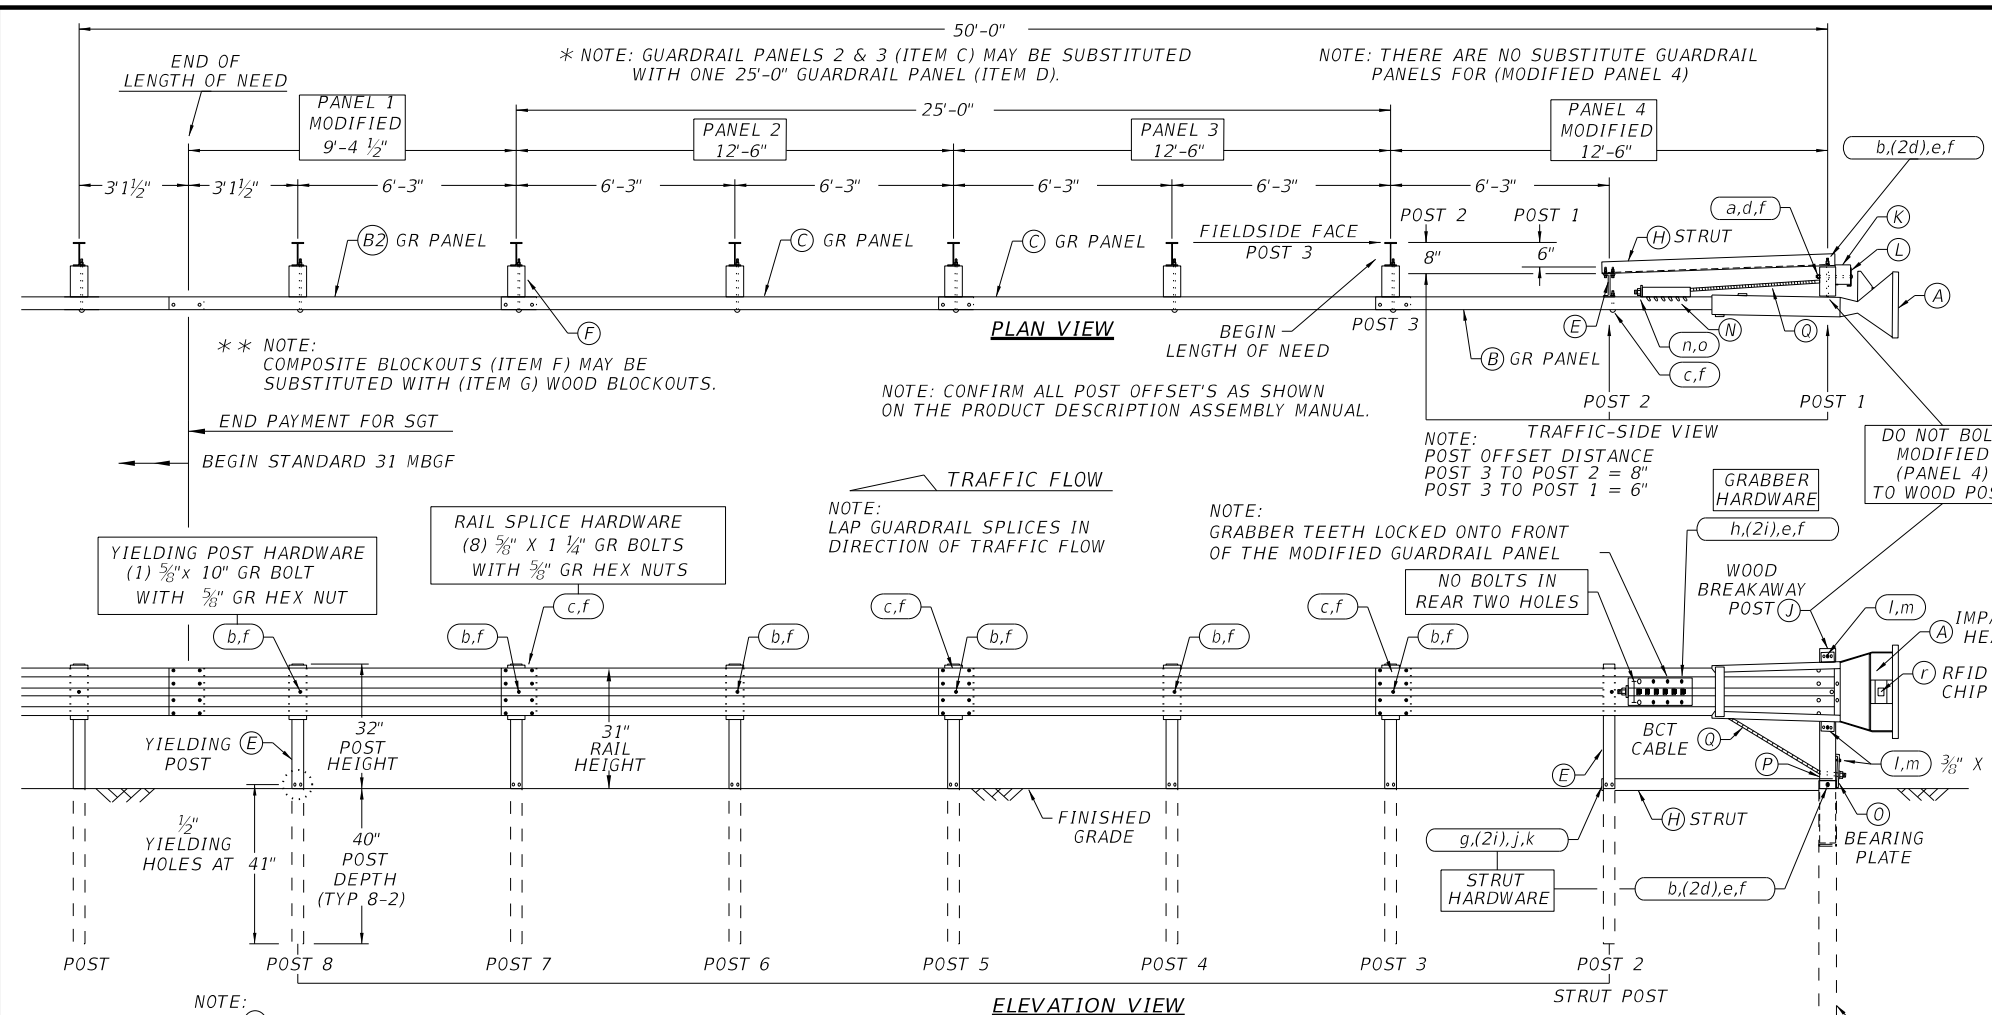 50'-0"
* NOTE: GUARDRAIL PANELS 2 & 3 (ITEM C) MAY BE SUBSTITUTED
WITH ONE 25'-0" GUARDRAIL PANEL (ITEM D).
NOTE: THERE ARE NO SUBSTITUTE GUARDRAIL
PANELS FOR (MODIFIED PANEL 4)
END OF
LENGTH OF NEED
PANEL 1
MODIFIED
9'-4 ½"
25'-0"
PANEL 2
12'-6"
PANEL 3
12'-6"
PANEL 4
MODIFIED
12'-6"
b,(2d),e,f
3'1½"
3'1½"
6'-3"
6'-3"
6'-3"
6'-3"
6'-3"
6'-3"
POST 2
POST 1
a,d,f
K
B2 GR PANEL
C GR PANEL
C GR PANEL
FIELDSIDE FACE
POST 3
8"
6"
H STRUT
L
A
F
PLAN VIEW
BEGIN
LENGTH OF NEED
POST 3
E
N
Q
n,o
B GR PANEL
c,f
** NOTE:
COMPOSITE BLOCKOUTS (ITEM F) MAY BE
SUBSTITUTED WITH (ITEM G) WOOD BLOCKOUTS.
NOTE: CONFIRM ALL POST OFFSET'S AS SHOWN
ON THE PRODUCT DESCRIPTION ASSEMBLY MANUAL.
POST 2
POST 1
END PAYMENT FOR SGT
BEGIN STANDARD 31 MBGF
TRAFFIC-SIDE VIEW
NOTE:
POST OFFSET DISTANCE
POST 3 TO POST 2 = 8"
POST 3 TO POST 1 = 6"
DO NOT BOL
MODIFIED
(PANEL 4)
TO WOOD POS
TRAFFIC FLOW
NOTE:
LAP GUARDRAIL SPLICES IN
DIRECTION OF TRAFFIC FLOW
GRABBER
HARDWARE
h,(2i),e,f
NOTE:
GRABBER TEETH LOCKED ONTO FRONT
OF THE MODIFIED GUARDRAIL PANEL
YIELDING POST HARDWARE
(1) ⅝"x 10" GR BOLT
WITH ⅝" GR HEX NUT
RAIL SPLICE HARDWARE
(8) ⅝" X 1 ¼" GR BOLTS
WITH ⅝" GR HEX NUTS
NO BOLTS IN
REAR TWO HOLES
WOOD
BREAKAWAY
POST J
l,m
c,f
c,f
c,f
b,f
b,f
b,f
b,f
b,f
b,f
A IMPA
HE
r RFID
CHIP
YIELDING E
POST
32"
POST
HEIGHT
31"
RAIL
HEIGHT
BCT
CABLE
Q
P
E
l,m ⅜" X
½"
YIELDING
HOLES AT 41"
40"
POST
DEPTH
(TYP 8-2)
FINISHED
GRADE
H STRUT
O
BEARING
PLATE
g,(2i),j,k
STRUT
HARDWARE
b,(2d),e,f
POST
POST 8
POST 7
POST 6
POST 5
POST 4
POST 3
POST 2
STRUT POST
NOTE:
ELEVATION VIEW